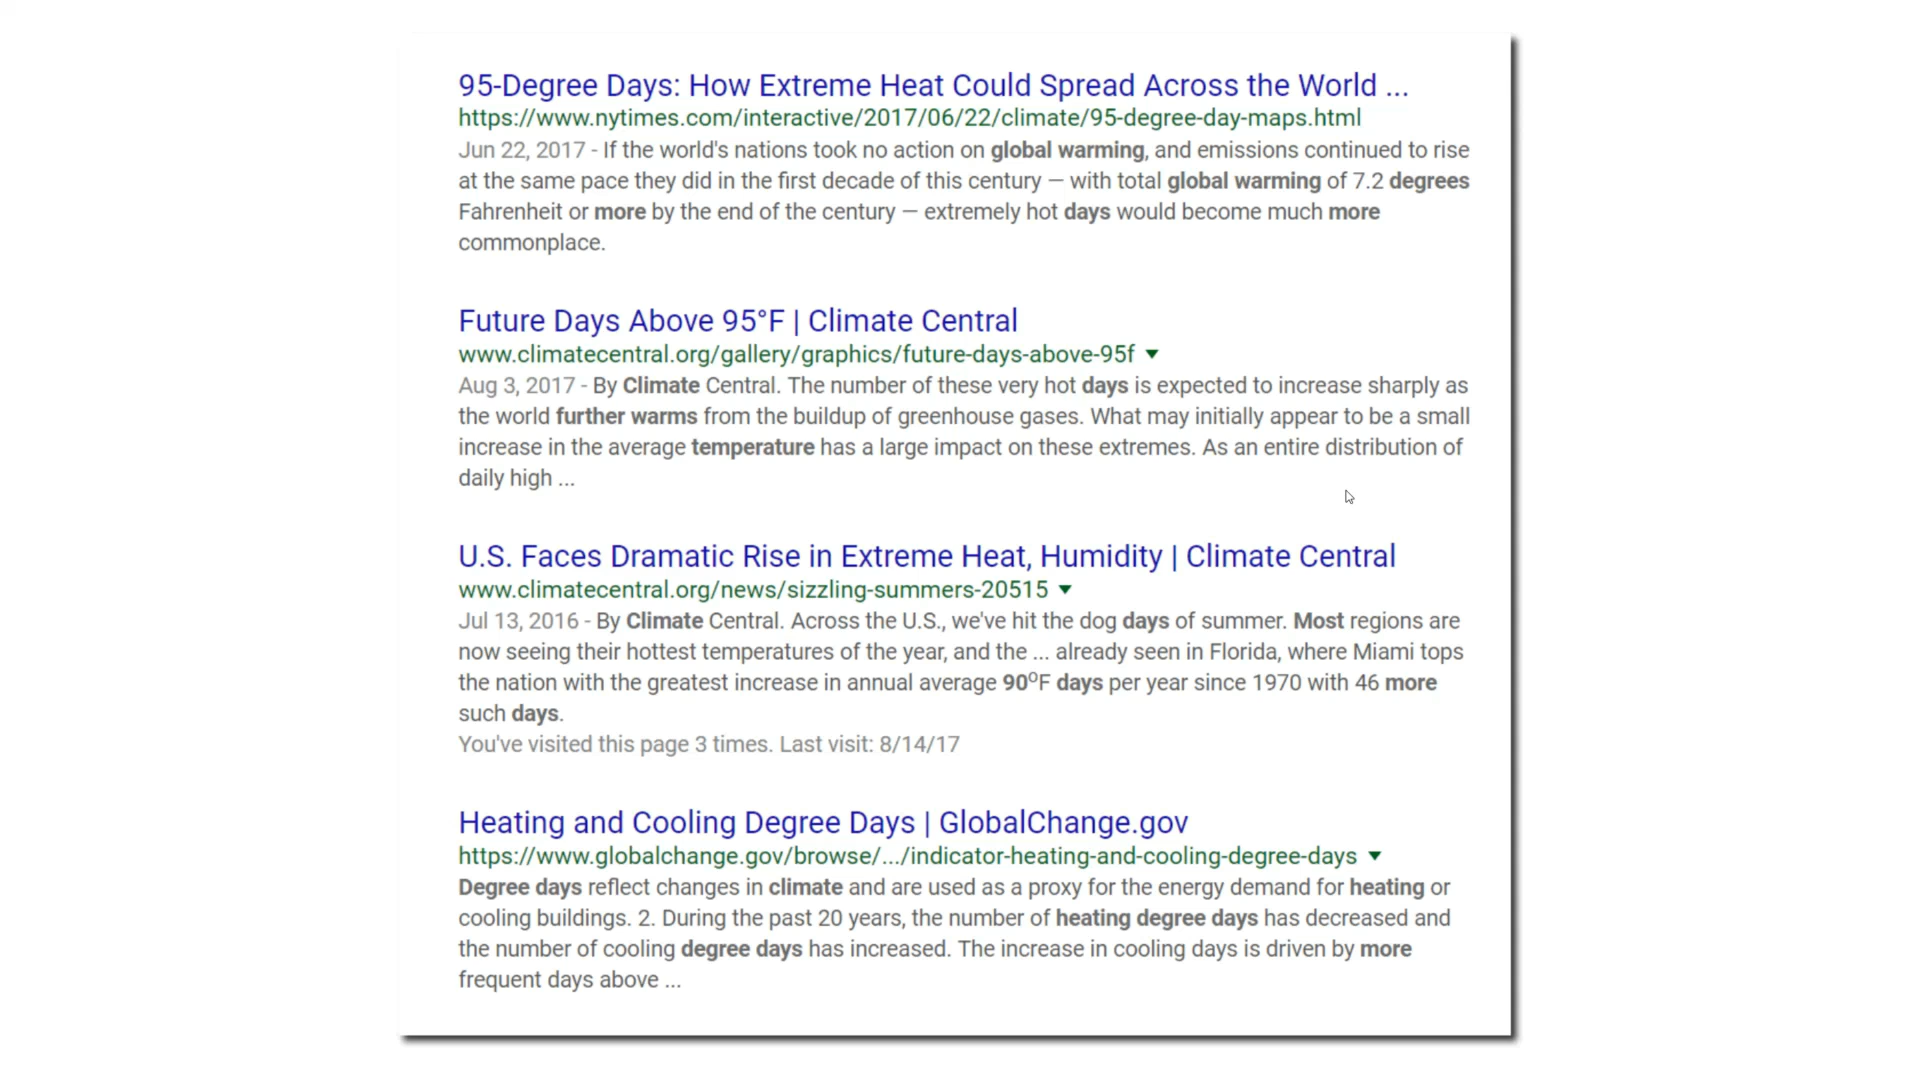 95-Degree Days: How Extreme Heat Could Spread Across the World ...
https://www.nytimes.com/interactive/2017/06/22/climate/95-degree-day-maps.html
Jun 22, 2017 - If the world's nations took no action on global warming, and emissions continued to rise
at the same pace they did in the first decade of this century — with total global warming of 7.2 degrees
Fahrenheit or more by the end of the century — extremely hot days would become much more
commonplace.
Future Days Above 95°F | Climate Central
www.climatecentral.org/gallery/graphics/future-days-above-95f
Aug 3, 2017 - By Climate Central. The number of these very hot days is expected to increase sharply as
the world further warms from the buildup of greenhouse gases. What may initially appear to be a small
increase in the average temperature has a large impact on these extremes. As an entire distribution of
daily high ...
U.S. Faces Dramatic Rise in Extreme Heat, Humidity | Climate Central
www.climatecentral.org/news/sizzling-summers-20515
Jul 13, 2016 - By Climate Central. Across the U.S., we've hit the dog days of summer. Most regions are
now seeing their hottest temperatures of the year, and the ... already seen in Florida, where Miami tops
the nation with the greatest increase in annual average 90⁰F days per year since 1970 with 46 more
such days.
You've visited this page 3 times. Last visit: 8/14/17
Heating and Cooling Degree Days | GlobalChange.gov
https://www.globalchange.gov/browse/.../indicator-heating-and-cooling-degree-days
Degree days reflect changes in climate and are used as a proxy for the energy demand for heating or
cooling buildings. 2. During the past 20 years, the number of heating degree days has decreased and
the number of cooling degree days has increased. The increase in cooling days is driven by more
frequent days above ...